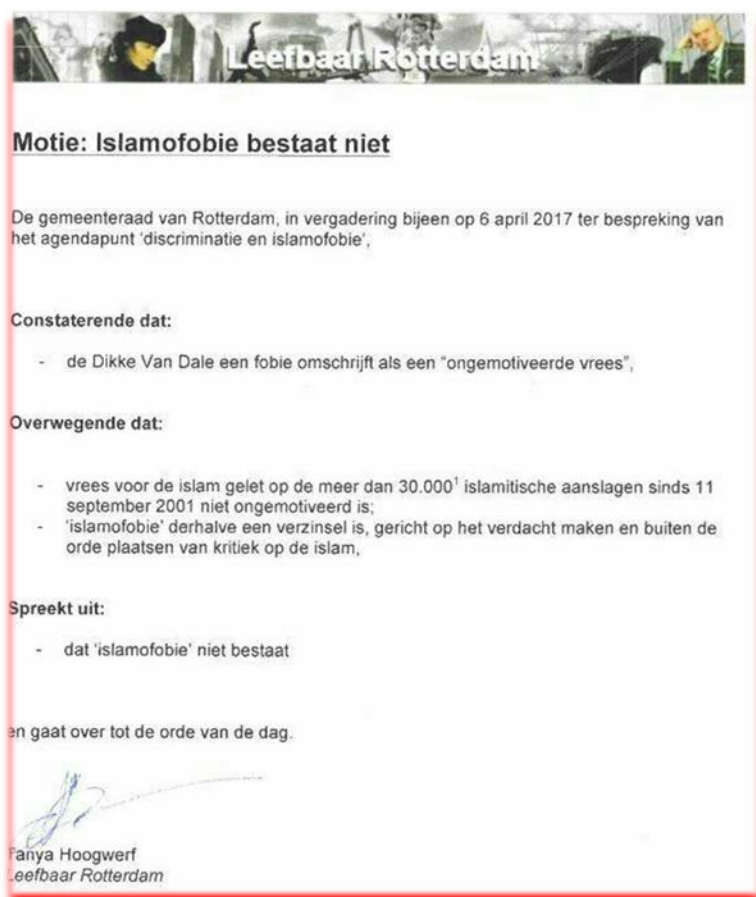 Leefbaar Rotterdam
Motie: Islamofobie bestaat niet
De gemeenteraad van Rotterdam, in vergadering bijeen op 6 april 2017 ter bespreking van
het agendapunt 'discriminatie en islamofobie',
Constaterende dat:
- de Dikke Van Dale een fobie omschrijft als een "ongemotiveerde vrees",
Overwegende dat:
- vrees voor de islam gelet op de meer dan 30.000¹ islamitische aanslagen sinds 11
september 2001 niet ongemotiveerd is;
- 'islamofobie' derhalve een verzinsel is, gericht op het verdacht maken en buiten de
orde plaatsen van kritiek op de islam,
Spreekt uit:
- dat 'islamofobie' niet bestaat
en gaat over tot de orde van de dag.
Tanya Hoogwerf
Leefbaar Rotterdam